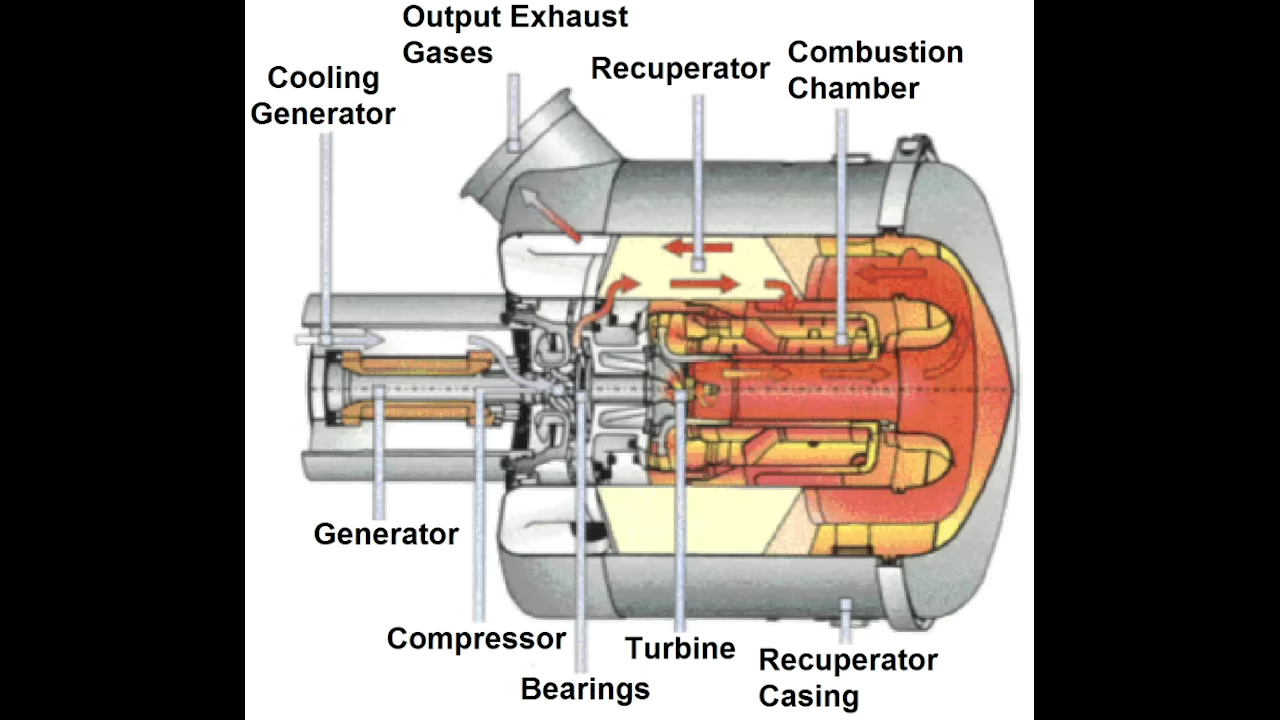 Output Exhaust
Gases
Cooling
Generator
Recuperator
Combustion
Chamber
Generator
Compressor
Bearings
Turbine
Recuperator
Casing